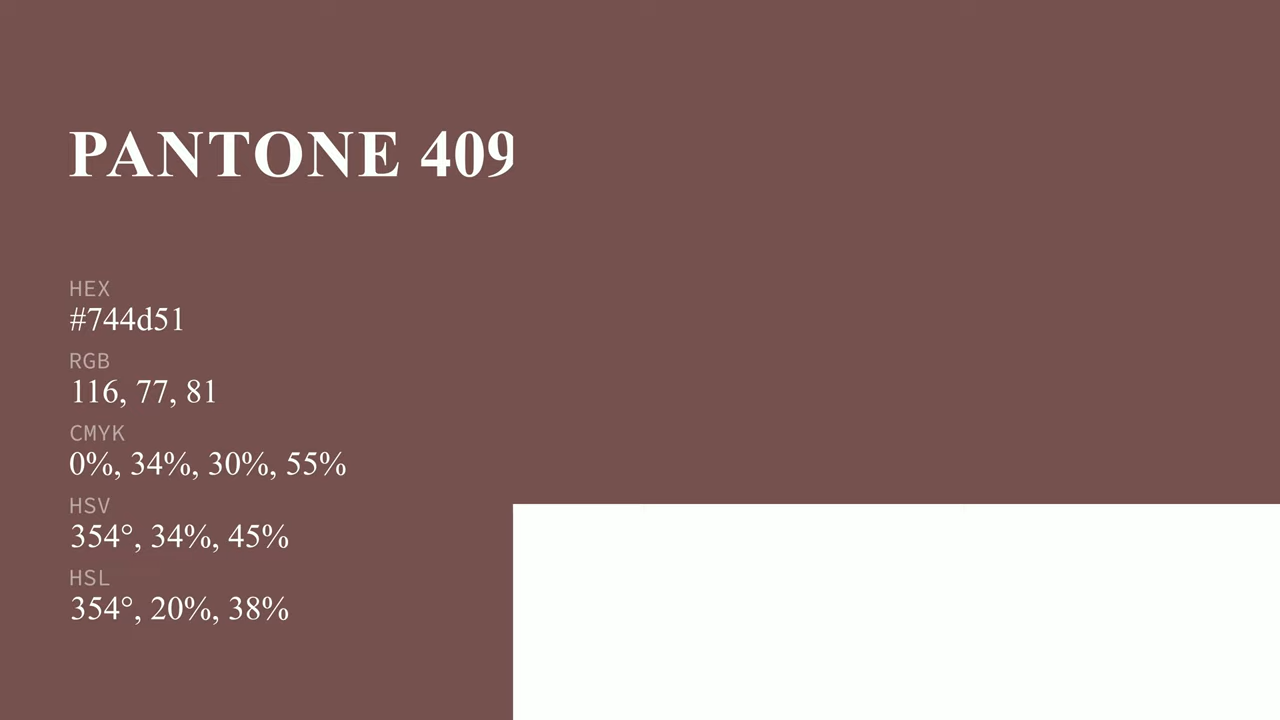 PANTONE 409
HEX
#744d51
RGB
116, 77, 81
CMYK
0%, 34%, 30%, 55%
HSV
354°, 34%, 45%
HSL
354°, 20%, 38%